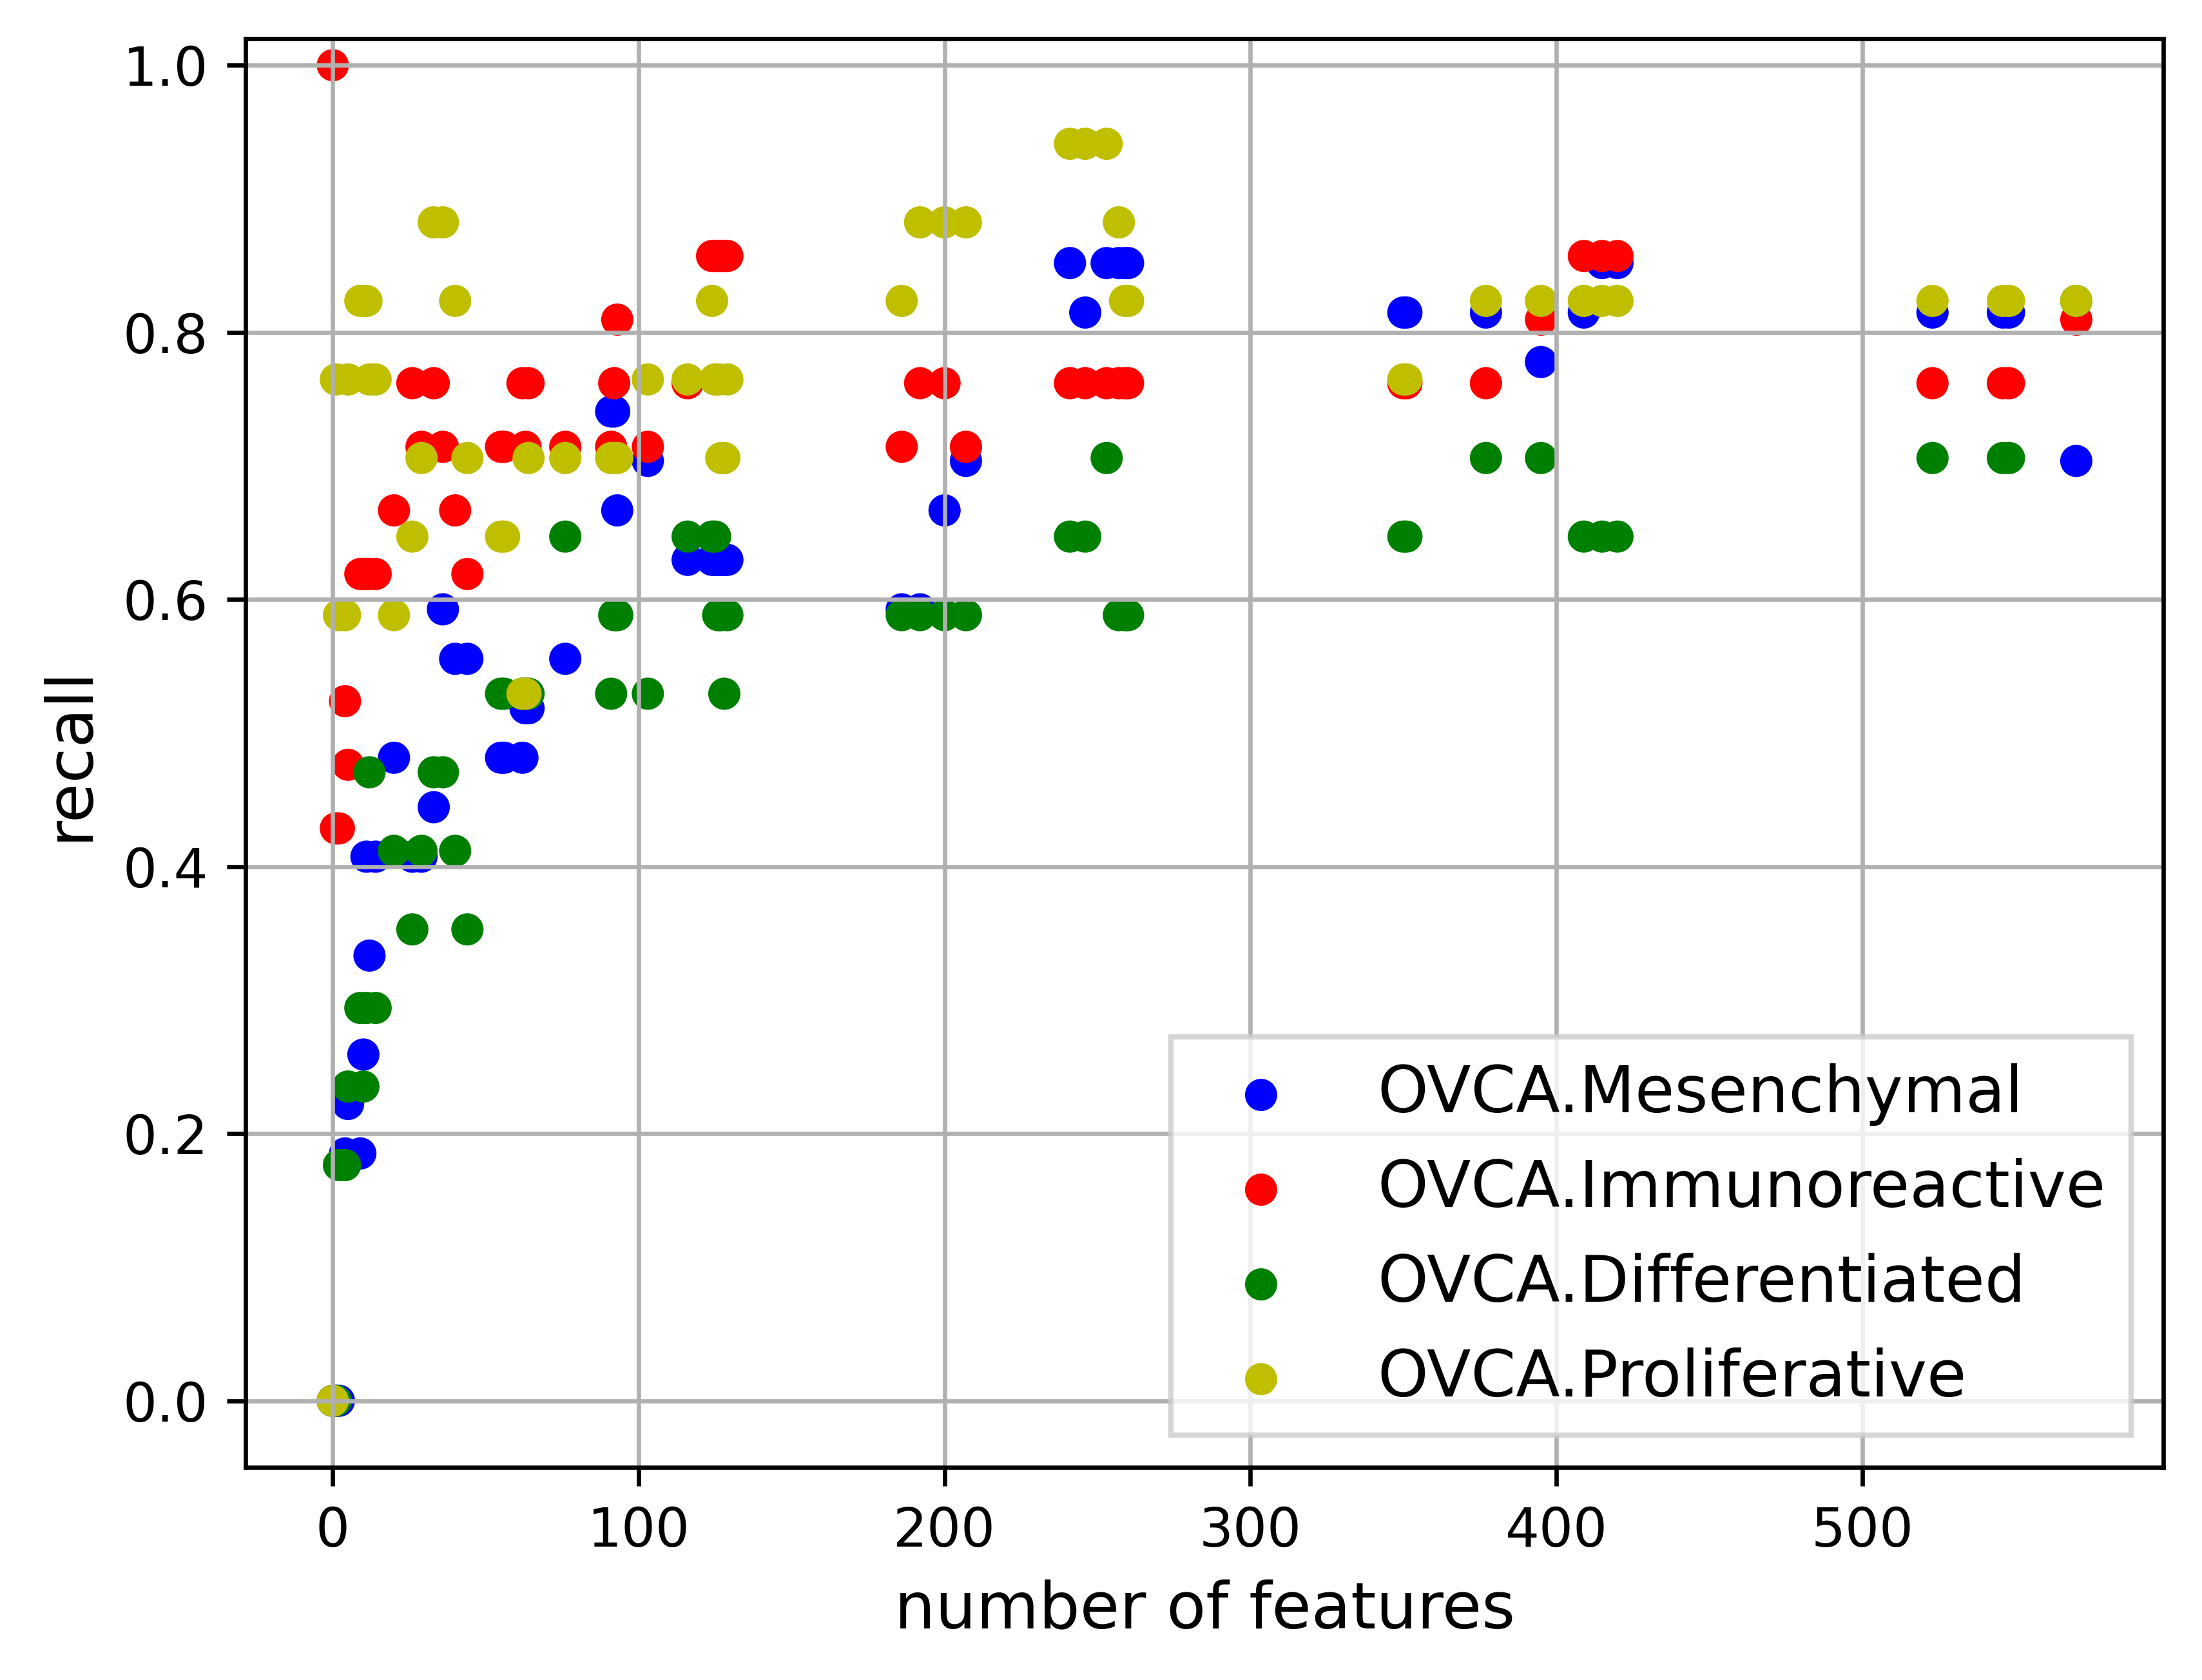 1.0
0.8
0.6
0.4
0.2
0.0
recall
OVCA.Mesenchymal
OVCA.Immunoreactive
OVCA.Differentiated
OVCA.Proliferative
0 100 200 300 400 500
number of features